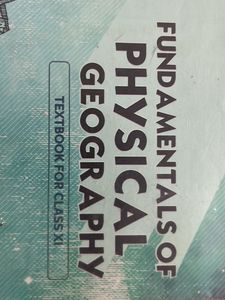 FUNDAMENTALS OF
PHYSICAL
GEOGRAPHY
TEXTBOOK FOR CLASS XI